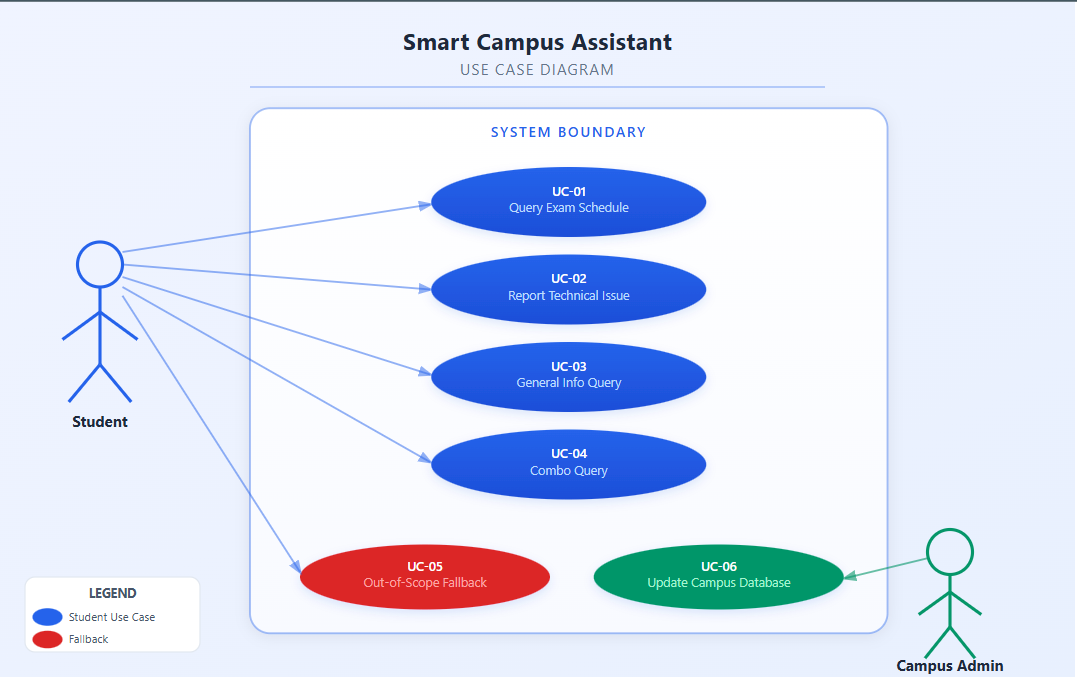 Smart Campus Assistant
USE CASE DIAGRAM
SYSTEM BOUNDARY
UC-01
Query Exam Schedule
UC-02
Report Technical Issue
UC-03
General Info Query
UC-04
Combo Query
Student
UC-05
Out-of-Scope Fallback
UC-06
Update Campus Database
LEGEND
Student Use Case
Fallback
Campus Admin